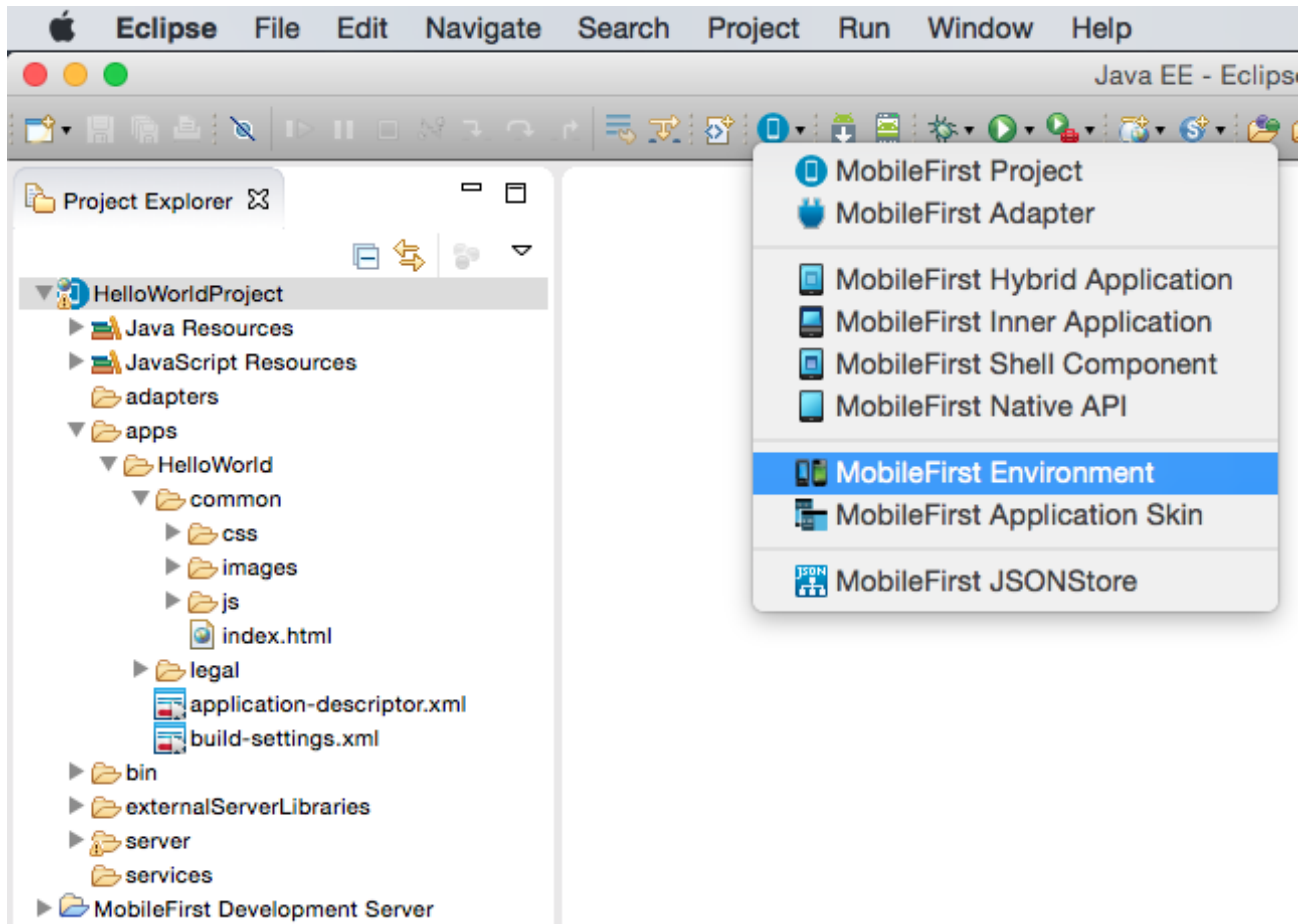 Eclipse File Edit Navigate Search Project Run Window Help
Java EE - Eclipse
Project Explorer
HelloWorldProject
Java Resources
JavaScript Resources
adapters
apps
HelloWorld
common
css
images
js
index.html
legal
application-descriptor.xml
build-settings.xml
bin
externalServerLibraries
server
services
MobileFirst Development Server
MobileFirst Project
MobileFirst Adapter
MobileFirst Hybrid Application
MobileFirst Inner Application
MobileFirst Shell Component
MobileFirst Native API
MobileFirst Environment
MobileFirst Application Skin
JSON
MobileFirst JSONStore